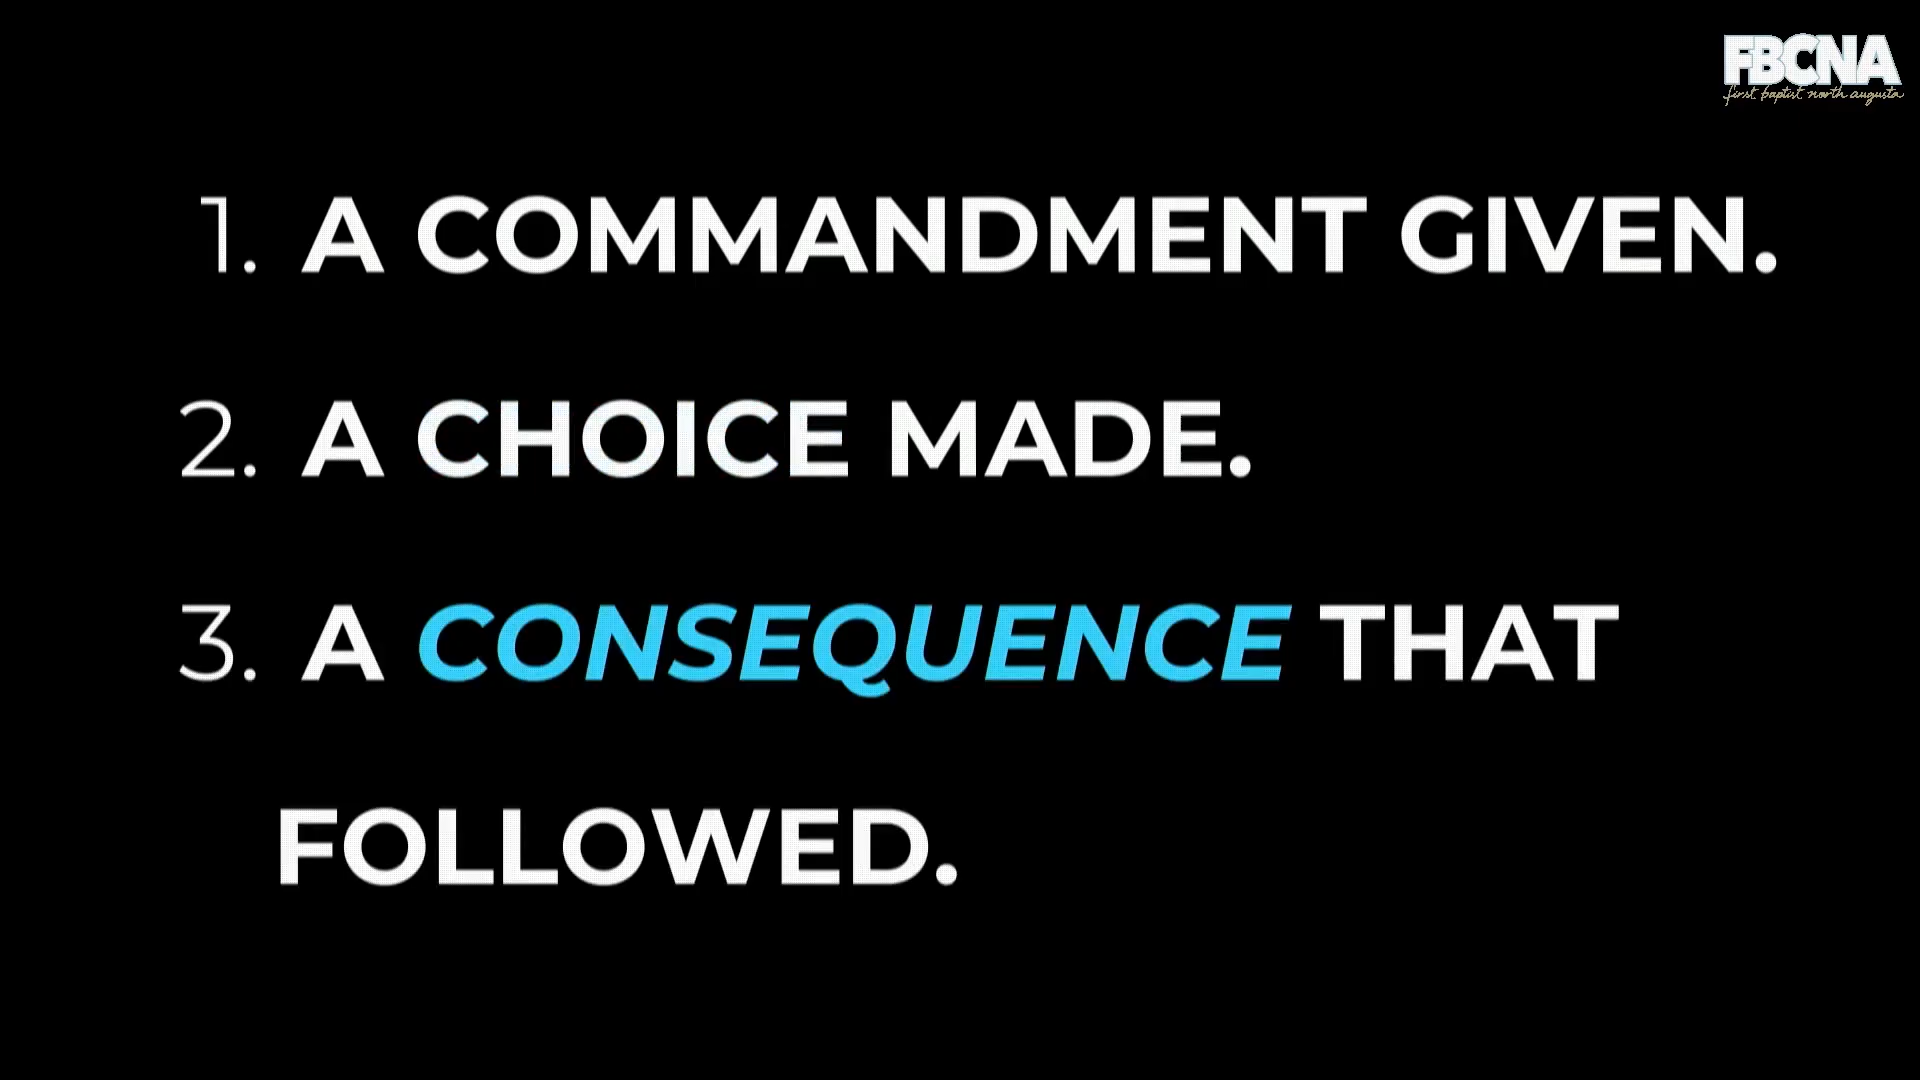 FBCNA
first baptist north augusta
1. A COMMANDMENT GIVEN.
2. A CHOICE MADE.
3. A CONSEQUENCE THAT
FOLLOWED.